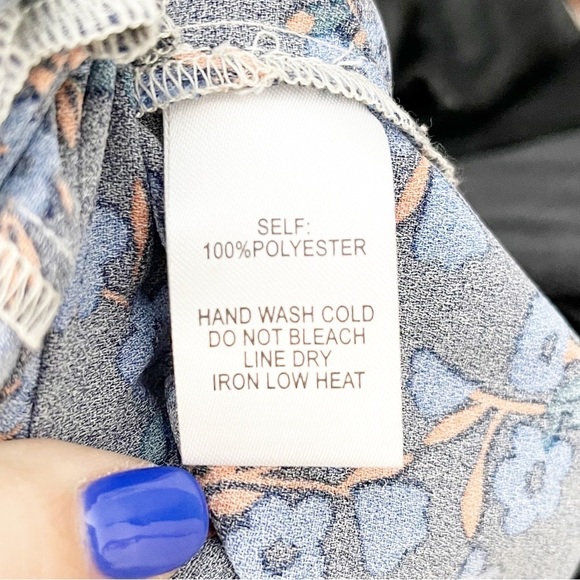 SELF:
100%POLYESTER
HAND WASH COLD
DO NOT BLEACH
LINE DRY
IRON LOW HEAT